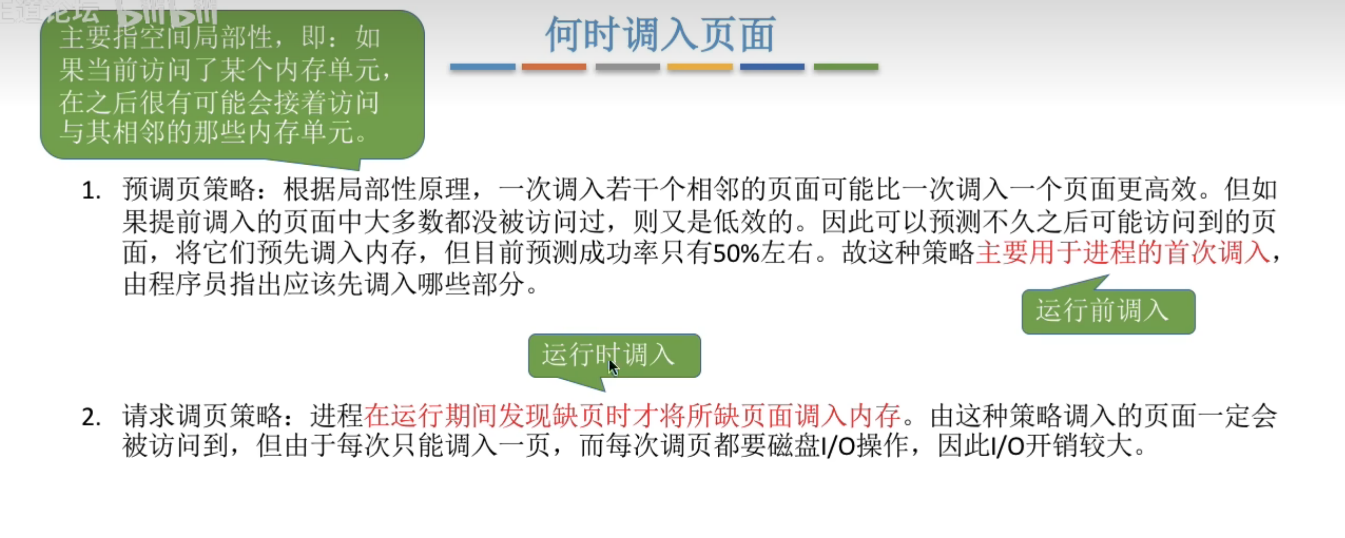 论坛 bilibili
何时调入页面
主要指空间局部性，即：如
果当前访问了某个内存单元，
在之后很有可能会接着访问
与其相邻的那些内存单元。
1. 预调页策略：根据局部性原理，一次调入若干个相邻的页面可能比一次调入一个页面更高效。但如
果提前调入的页面中大多数都没被访问过，则又是低效的。因此可以预测不久之后可能访问到的页
面，将它们预先调入内存，但目前预测成功率只有50%左右。故这种策略主要用于进程的首次调入，
由程序员指出应该先调入哪些部分。
运行前调入
运行时调入
2. 请求调页策略：进程在运行期间发现缺页时才将所缺页面调入内存。由这种策略调入的页面一定会
被访问到，但由于每次只能调入一页，而每次调页都要磁盘I/O操作，因此I/O开销较大。